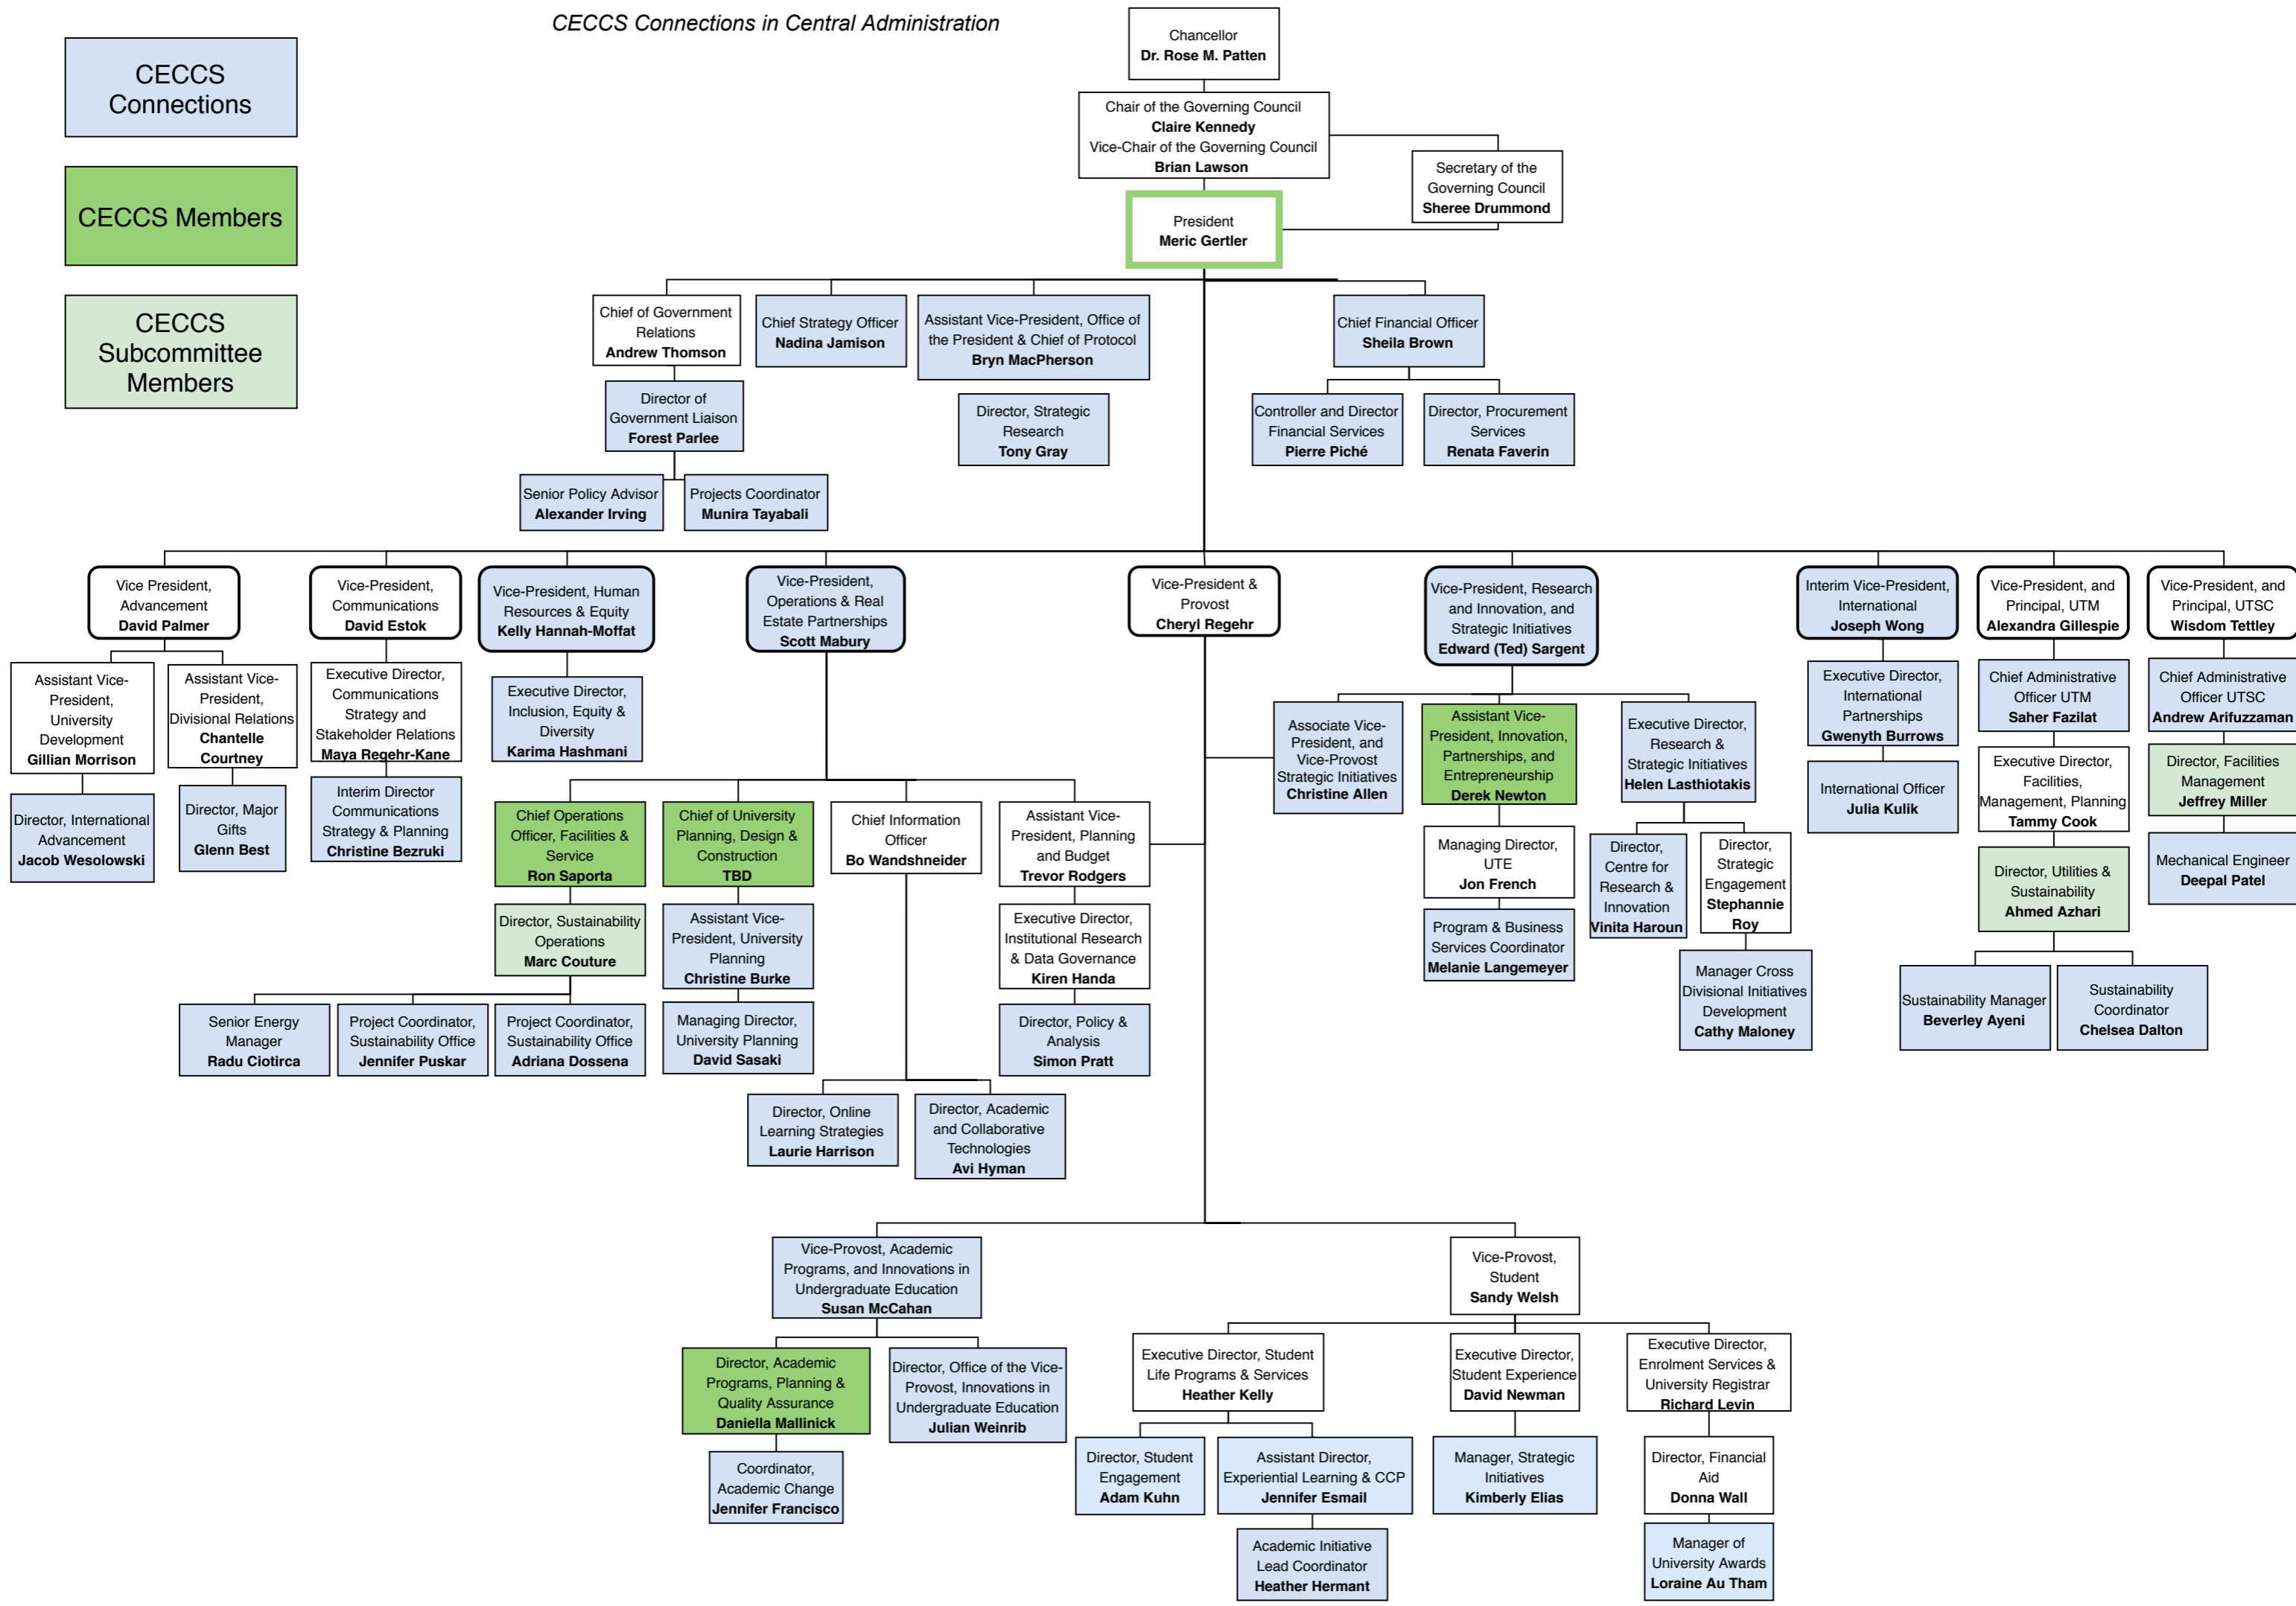 CECCS Connections in Central Administration
CECCS
Connections
CECCS Members
CECCS
Subcommittee
Members
Chancellor
Dr. Rose M. Patten
Chair of the Governing Council
Claire Kennedy
Vice-Chair of the Governing Council
Brian Lawson
Secretary of the
Governing Council
Sheree Drummond
President
Meric Gertler
Chief of Government
Relations
Andrew Thomson
Chief Strategy Officer
Nadina Jamison
Assistant Vice-President, Office of
the President & Chief of Protocol
Bryn MacPherson
Chief Financial Officer
Sheila Brown
Director of
Government Liaison
Forest Parlee
Director, Strategic
Research
Tony Gray
Controller and Director
Financial Services
Pierre Piché
Director, Procurement
Services
Renata Faverin
Senior Policy Advisor
Alexander Irving
Projects Coordinator
Munira Tayabali
Vice President,
Advancement
David Palmer
Vice-President,
Communications
David Estok
Vice-President, Human
Resources & Equity
Kelly Hannah-Moffat
Vice-President,
Operations & Real
Estate Partnerships
Scott Mabury
Vice-President &
Provost
Cheryl Regehr
Vice-President, Research
and Innovation, and
Strategic Initiatives
Edward (Ted) Sargent
Interim Vice-President,
International
Joseph Wong
Vice-President, and
Principal, UTM
Alexandra Gillespie
Vice-President, and
Principal, UTSC
Wisdom Tettley
Assistant Vice-
President,
University
Development
Gillian Morrison
Assistant Vice-
President,
Divisional Relations
Chantelle
Courtney
Executive Director,
Communications
Strategy and
Stakeholder Relations
Maya Regehr-Kane
Executive Director,
Inclusion, Equity &
Diversity
Karima Hashmani
Associate Vice-
President, and
Vice-Provost
Strategic Initiatives
Christine Allen
Assistant Vice-
President, Innovation,
Partnerships, and
Entrepreneurship
Derek Newton
Executive Director,
Research &
Strategic Initiatives
Helen Lasthiotakis
Executive Director,
International
Partnerships
Gwenyth Burrows
Chief Administrative
Officer UTM
Saher Fazilat
Chief Administrative
Officer UTSC
Andrew Arifuzzaman
Director, International
Advancement
Jacob Wesolowski
Director, Major
Gifts
Glenn Best
Interim Director
Communications
Strategy & Planning
Christine Bezruki
Chief Operations
Officer, Facilities &
Service
Ron Saporta
Chief of University
Planning, Design &
Construction
TBD
Chief Information
Officer
Bo Wandshneider
Assistant Vice-
President, Planning
and Budget
Trevor Rodgers
Managing Director,
UTE
Jon French
Director,
Centre for
Research &
Innovation
Vinita Haroun
Director,
Strategic
Engagement
Stephannie
Roy
International Officer
Julia Kulik
Executive Director,
Facilities,
Management, Planning
Tammy Cook
Director, Facilities
Management
Jeffrey Miller
Director, Sustainability
Operations
Marc Couture
Assistant Vice-
President, University
Planning
Christine Burke
Executive Director,
Institutional Research
& Data Governance
Kiren Handa
Program & Business
Services Coordinator
Melanie Langemeyer
Manager Cross
Divisional Initiatives
Development
Cathy Maloney
Director, Utilities &
Sustainability
Ahmed Azhari
Mechanical Engineer
Deepal Patel
Senior Energy
Manager
Radu Ciotirca
Project Coordinator,
Sustainability Office
Jennifer Puskar
Project Coordinator,
Sustainability Office
Adriana Dossena
Managing Director,
University Planning
David Sasaki
Director, Policy &
Analysis
Simon Pratt
Sustainability Manager
Beverley Ayeni
Sustainability
Coordinator
Chelsea Dalton
Director, Online
Learning Strategies
Laurie Harrison
Director, Academic
and Collaborative
Technologies
Avi Hyman
Vice-Provost, Academic
Programs, and Innovations in
Undergraduate Education
Susan McCahan
Vice-Provost,
Student
Sandy Welsh
Director, Academic
Programs, Planning &
Quality Assurance
Daniella Mallinick
Director, Office of the Vice-
Provost, Innovations in
Undergraduate Education
Julian Weinrib
Executive Director, Student
Life Programs & Services
Heather Kelly
Executive Director,
Student Experience
David Newman
Executive Director,
Enrolment Services &
University Registrar
Richard Levin
Coordinator,
Academic Change
Jennifer Francisco
Director, Student
Engagement
Adam Kuhn
Assistant Director,
Experiential Learning & CCP
Jennifer Esmail
Manager, Strategic
Initiatives
Kimberly Elias
Director, Financial
Aid
Donna Wall
Academic Initiative
Lead Coordinator
Heather Hermant
Manager of
University Awards
Loraine Au Tham